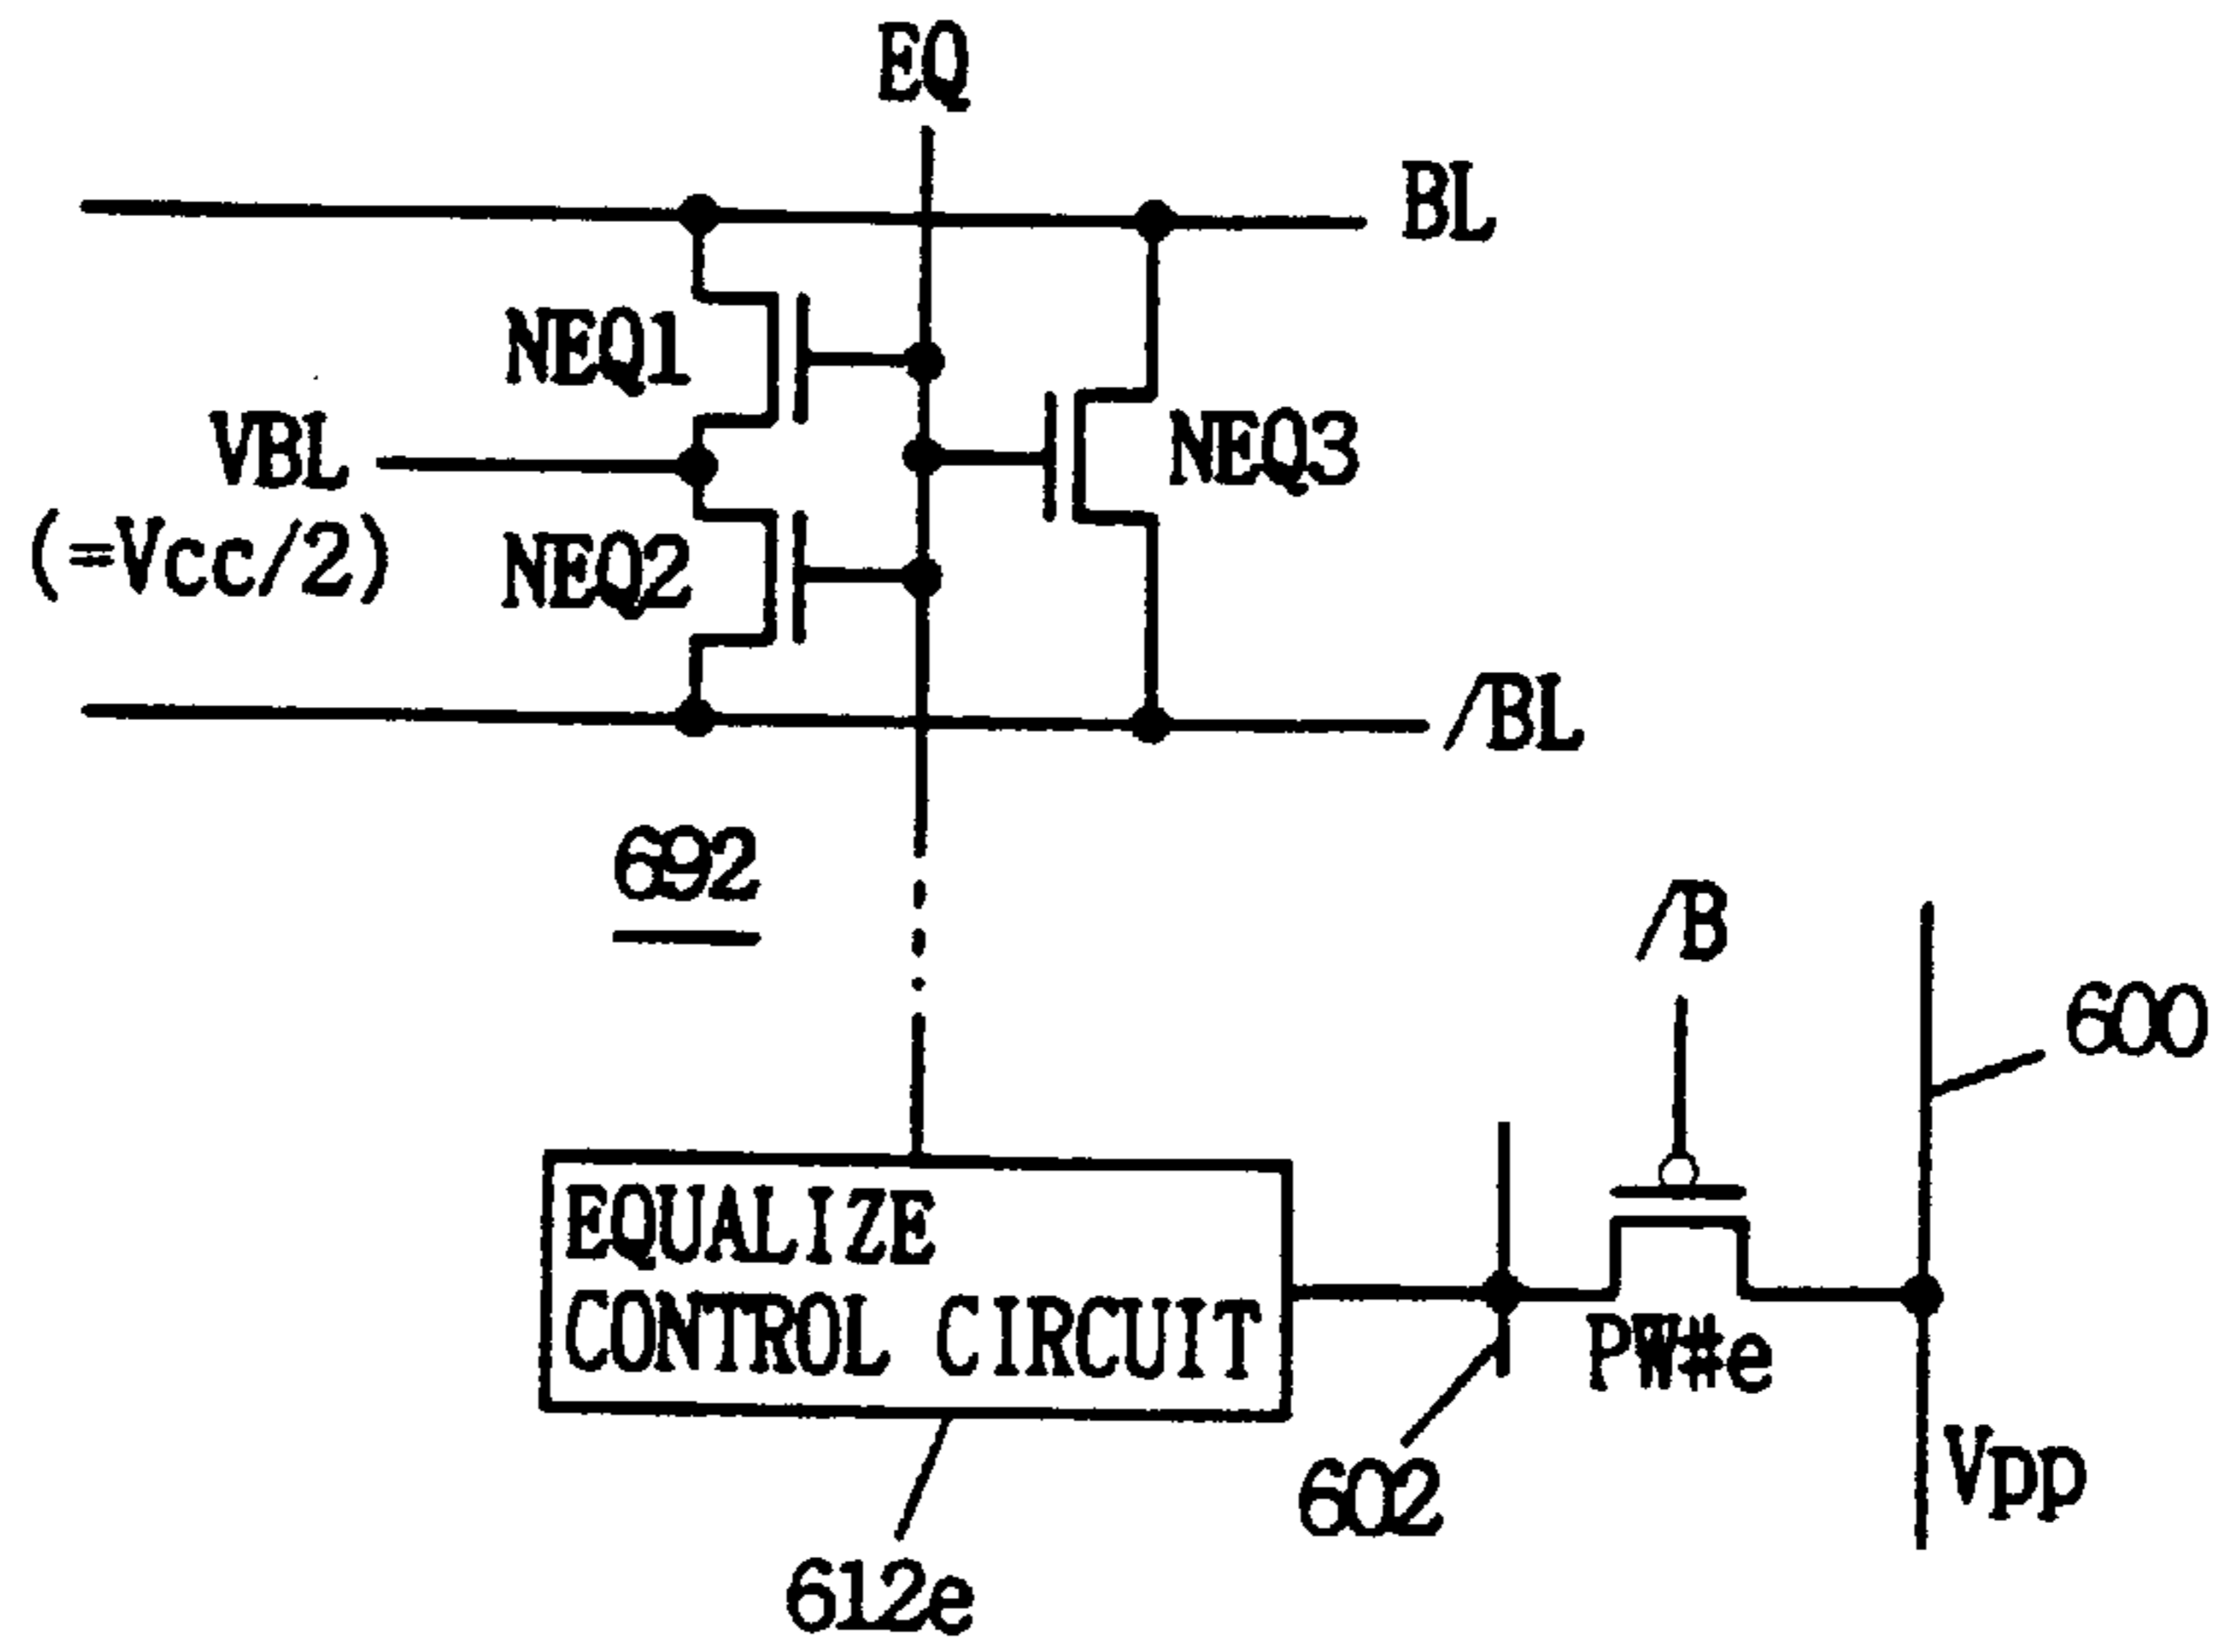 EQ
BL
NEQ1
VBL
NEQ3
(=Vcc/2)
NEQ2
/BL
692
/B
600
EQUALIZE
CONTROL CIRCUIT
PW#e
602
Vpp
612e